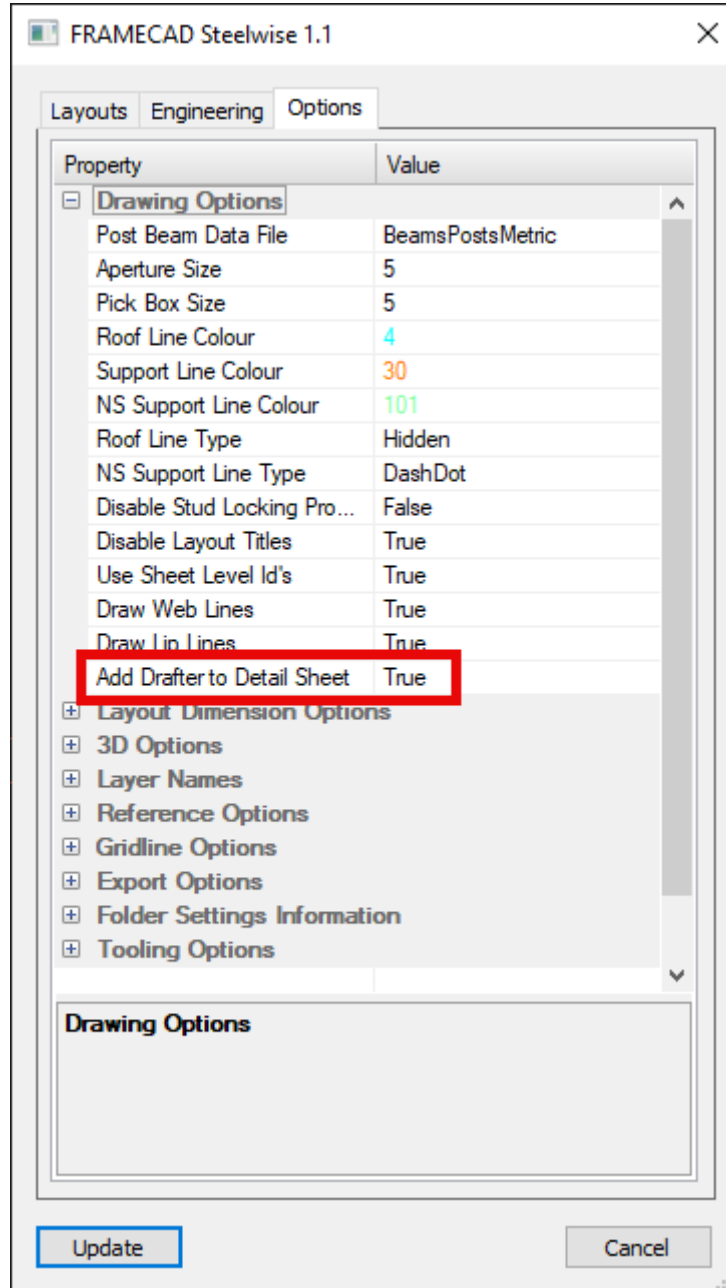 FRAMECAD Steelwise 1.1
Layouts Engineering Options
Property Value
Drawing Options
Post Beam Data File BeamsPostsMetric
Aperture Size 5
Pick Box Size 5
Roof Line Colour 4
Support Line Colour 30
NS Support Line Colour 101
Roof Line Type Hidden
NS Support Line Type DashDot
Disable Stud Locking Pro... False
Disable Layout Titles True
Use Sheet Level Id's True
Draw Web Lines True
Draw Lip Lines True
Add Drafter to Detail Sheet True
Layout Dimension Options
3D Options
Layer Names
Reference Options
Gridline Options
Export Options
Folder Settings Information
Tooling Options
Drawing Options
Update Cancel